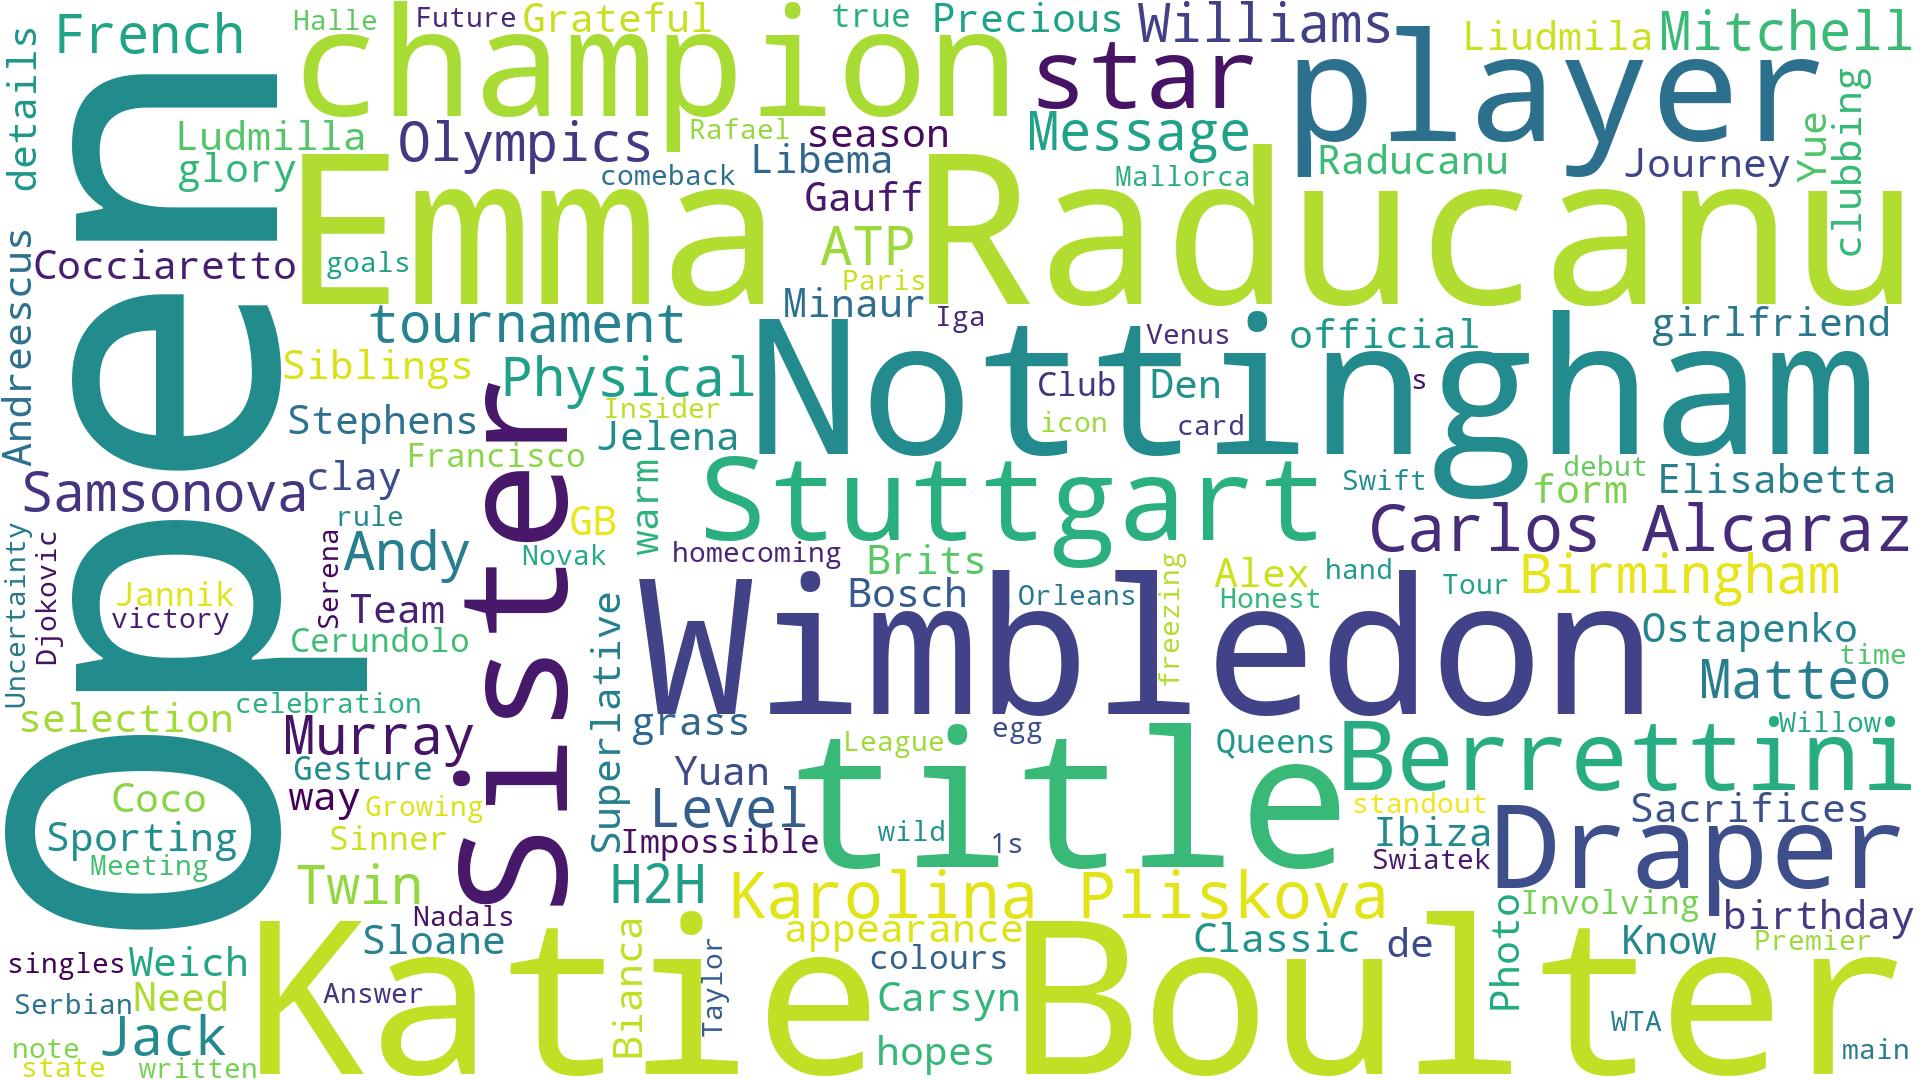 French
Halle
Future
Grateful
true
Precious
Williams
Liudmila
Mitchell
details
champion
star
player
Open
Ludmilla
glory
Olympics
Rafael
season
Message
Raducanu
Journey
Yue
clubbing
Libema
comeback
Gauff
Mallorca
Emma Raducanu
Andreescus
Cocciaretto
goals
ATP
Paris
Minaur
Iga
Venus
official
girlfriend
tournament
Siblings
Physical
Nottingham
Club
Den
s
Stephens
Insider
Jelena
icon
card
Francisco
Sister
Samsonova
clay
rule
GB
warm
Stuttgart
Swift
debut
form
Elisabetta
Carlos Alcaraz
Uncertainty
Djokovic
Serena
Andy
Novak
homecoming
Brits
Alex
hand
Tour
Birmingham
Jannik
victory
Team
Bosch
Orleans
Honest
freezing
Cerundolo
Superlative
Wimbledon
Ostapenko
time
Matteo
selection
celebration
Murray
grass
League
egg
Queens
Berrettini
Willow
Gesture
Yuan
title
Coco
way
Growing
Level
standout
Sacrifices
Sporting
Sinner
Impossible
wild
1s
Ibiza
Draper
Meeting
Swiatek
Twin
H2H
Karolina Pliskova
Involving
Nadals
appearance
birthday
Sloane
Bianca
Taylor
Classic
de
Photo
Know
Premier
singles
Weich
colours
Serbian
Need
Answer
Katie Boulter
Carsyn
Jack
WTA
note
hopes
main
state
written